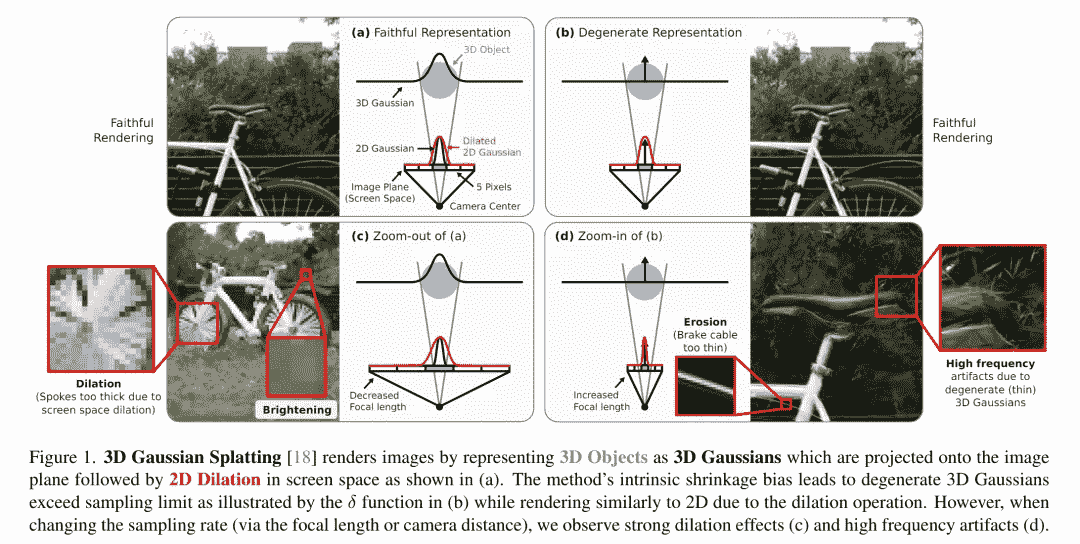 (a) Faithful Representation
3D Object
3D Gaussian
2D Gaussian
Dilated
2D Gaussian
Image Plane
(Screen Space)
5 Pixels
Camera Center
Faithful
Rendering
(b) Degenerate Representation
Faithful
Rendering
(c) Zoom-out of (a)
Decreased
Focal length
Dilation
(Spokes too thick due to
screen space dilation)
Brightening
(d) Zoom-in of (b)
Erosion
(Brake cable
too thin)
Increased
Focal length
High frequency
artifacts due to
degenerate (thin)
3D Gaussians
Figure 1. 3D Gaussian Splatting [18] renders images by representing 3D Objects as 3D Gaussians which are projected onto the image
plane followed by 2D Dilation in screen space as shown in (a). The method's intrinsic shrinkage bias leads to degenerate 3D Gaussians
exceed sampling limit as illustrated by the δ function in (b) while rendering similarly to 2D due to the dilation operation. However, when
changing the sampling rate (via the focal length or camera distance), we observe strong dilation effects (c) and high frequency artifacts (d).